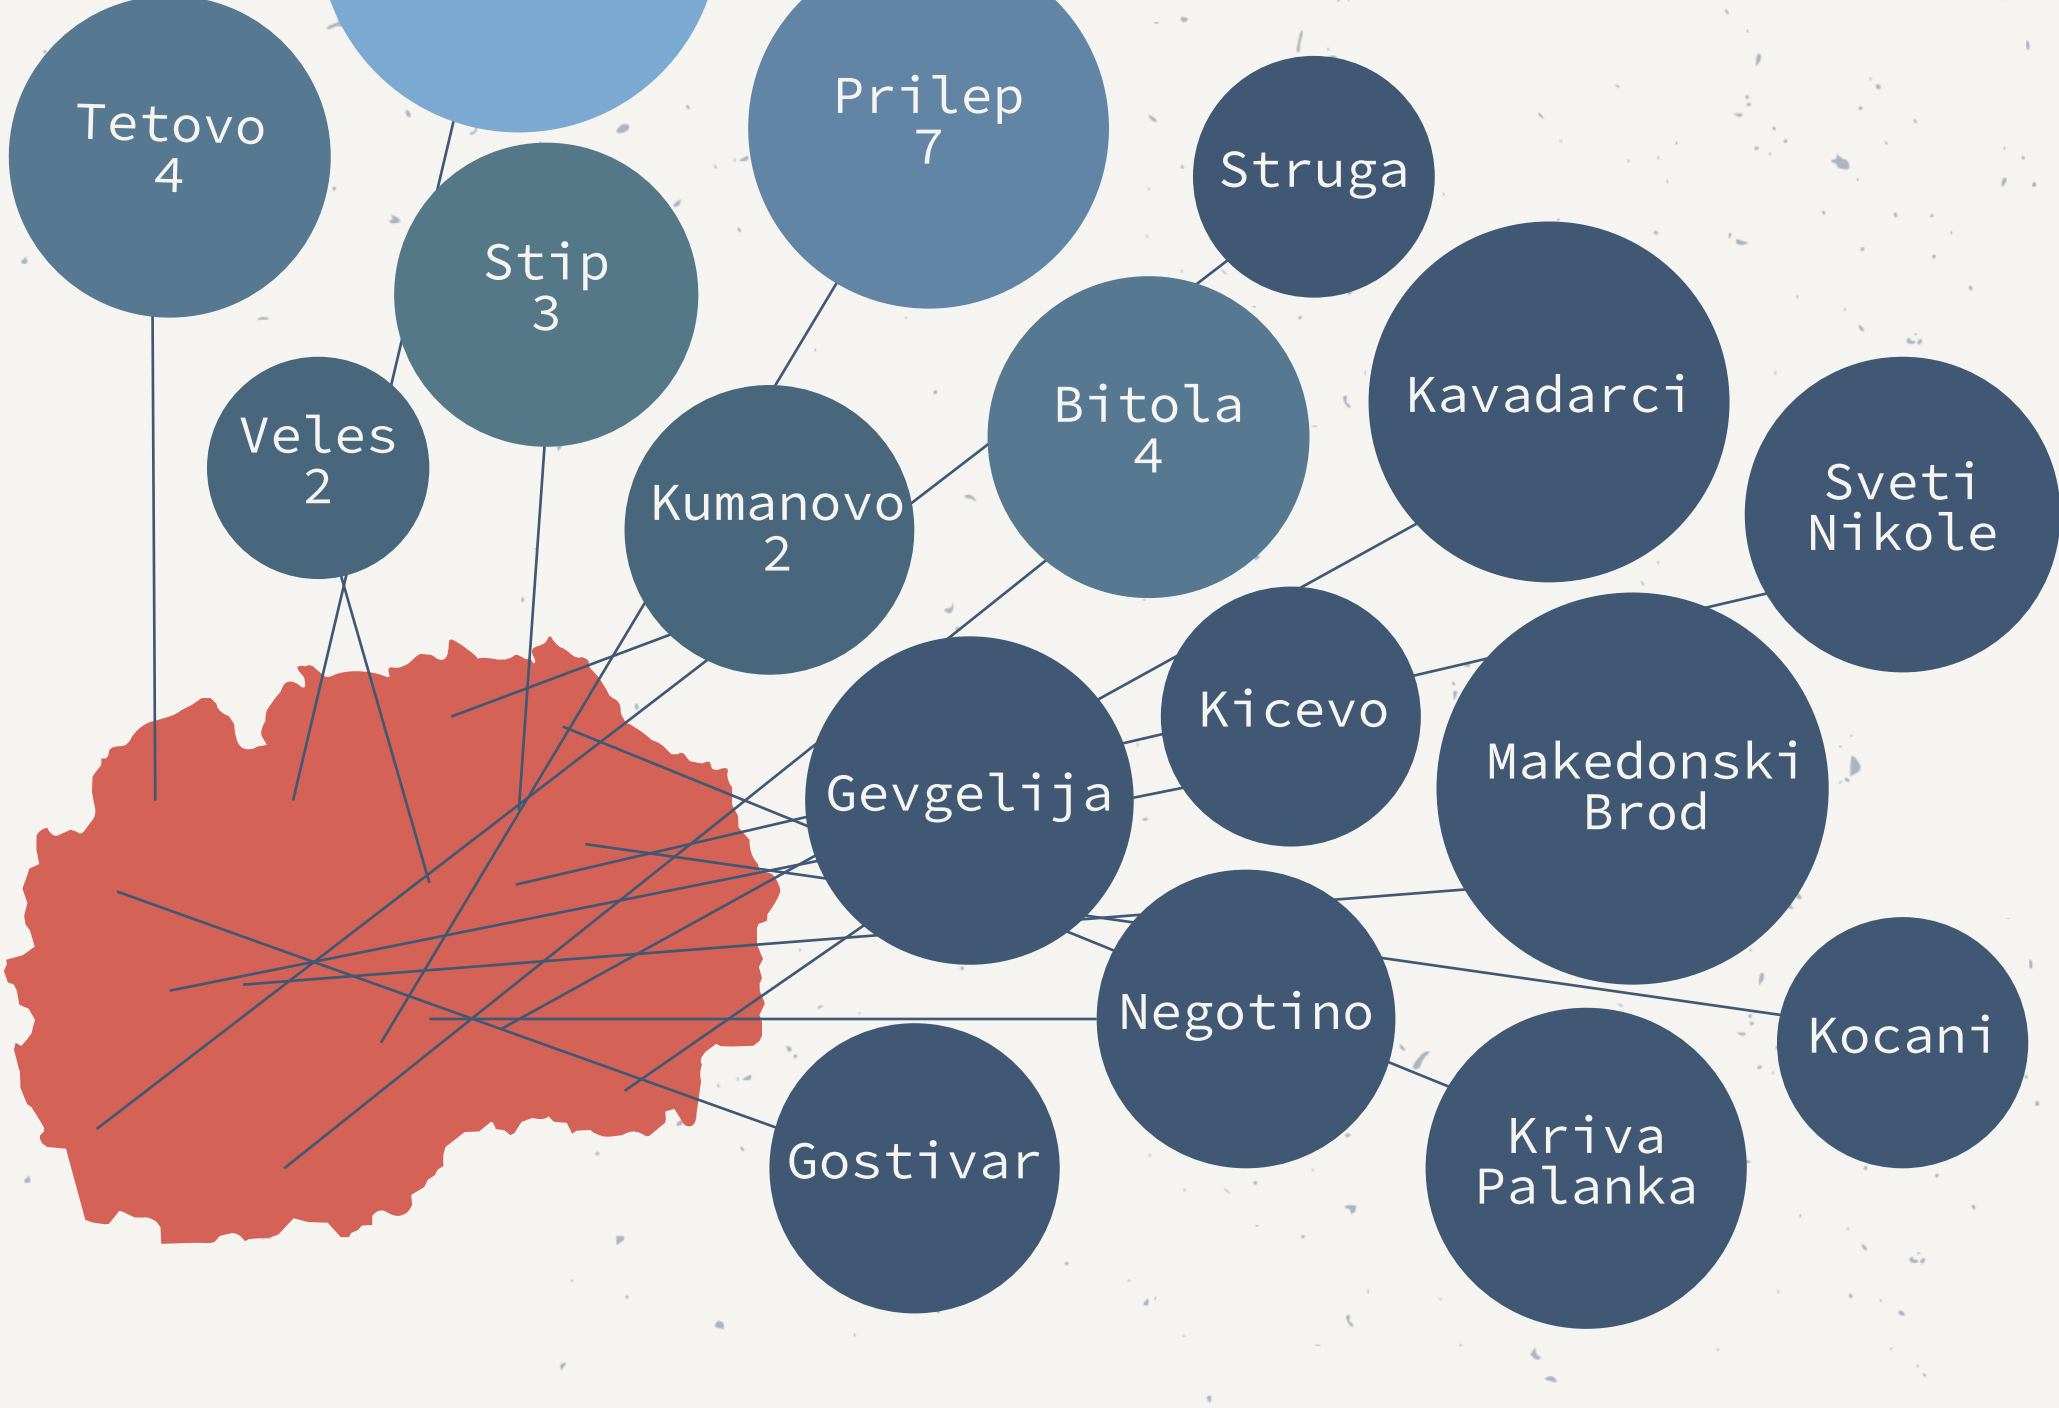 Tetovo
4
Prilep
7
Struga
Stip
3
Veles
2
Kumanovo
2
Bitola
4
Kavadarci
Sveti
Nikole
Gevgelija
Kicevo
Makedonski
Brod
Negotino
Kocani
Gostivar
Kriva
Palanka